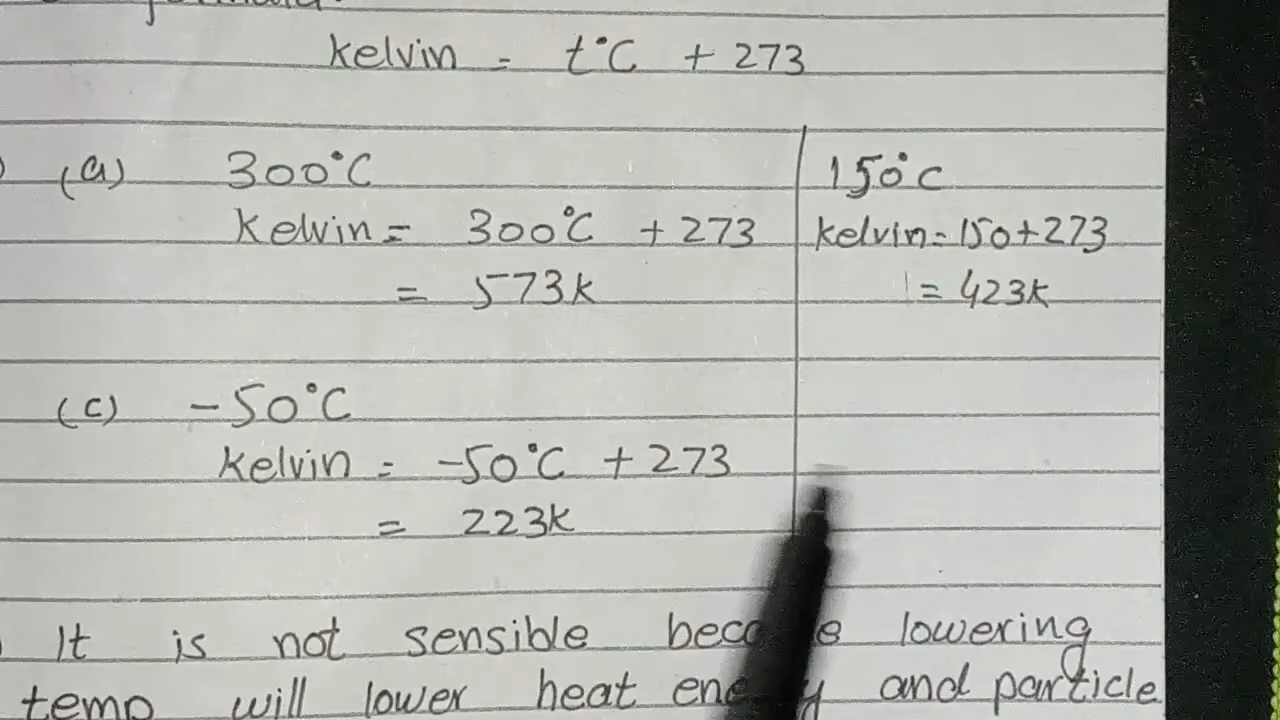 kelvin = t°C + 273
(a) 300°C
Kelvin = 300°C + 273
= 573k
150°C
kelvin = 150+273
= 423k
(c) -50°C
Kelvin = -50°C + 273
= 223k
It is not sensible lowering
temp will lower heat and particle